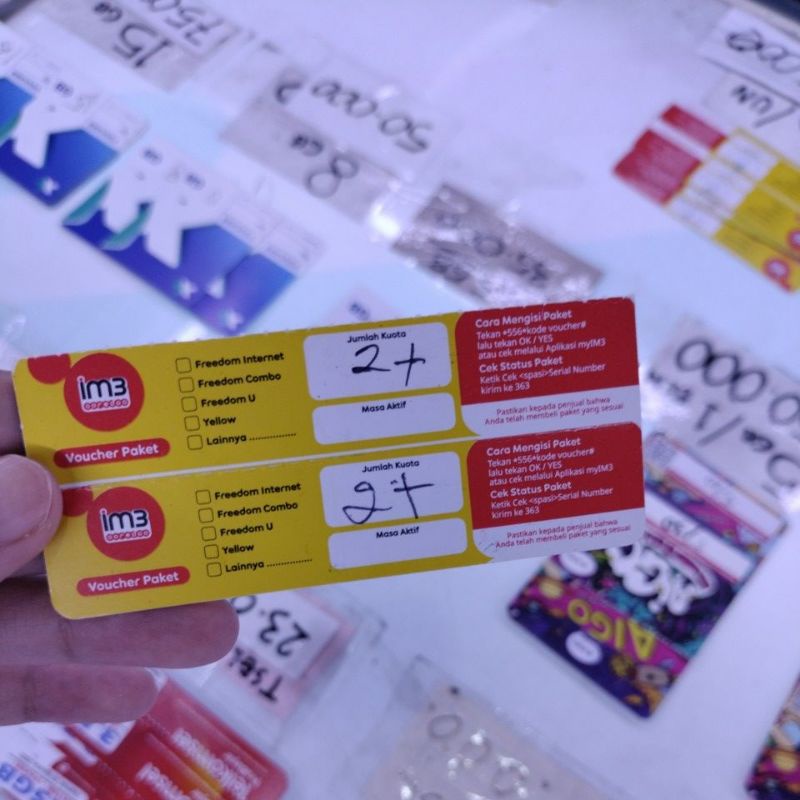 im3
ooredoo
Voucher Paket
Freedom Internet
Freedom Combo
Freedom U
Yellow
Lainnya ................
Jumlah Kuota
2+
Masa Aktif
Cara Mengisi Paket
Tekan *556*kode voucher#
lalu tekan OK / YES
atau cek melalui Aplikasi myIM3
Cek Status Paket
Ketik Cek <spasi>Serial Number
kirim ke 363
Pastikan kepada penjual bahwa
Anda telah membeli paket yang sesuai
im3
ooredoo
Voucher Paket
Freedom Internet
Freedom Combo
Freedom U
Yellow
Lainnya ................
Jumlah Kuota
2+
Masa Aktif
Cara Mengisi Paket
Tekan *556*kode voucher#
lalu tekan OK / YES
atau cek melalui Aplikasi myIM3
Cek Status Paket
Ketik Cek <spasi>Serial Number
kirim ke 363
Pastikan kepada penjual bahwa
Anda telah membeli paket yang sesuai
15 GB
50.000
8 GB
AIGO